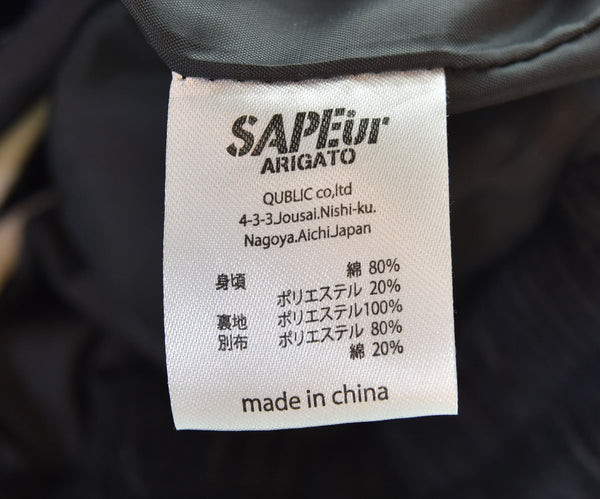 SAPEur
ARIGATO
QUBLIC co,ltd
4-3-3.Jousai.Nishi-ku.
Nagoya.Aichi.Japan
身頃 綿 80%
ポリエステル 20%
裏地 ポリエステル100%
別布 ポリエステル 80%
綿 20%
made in china